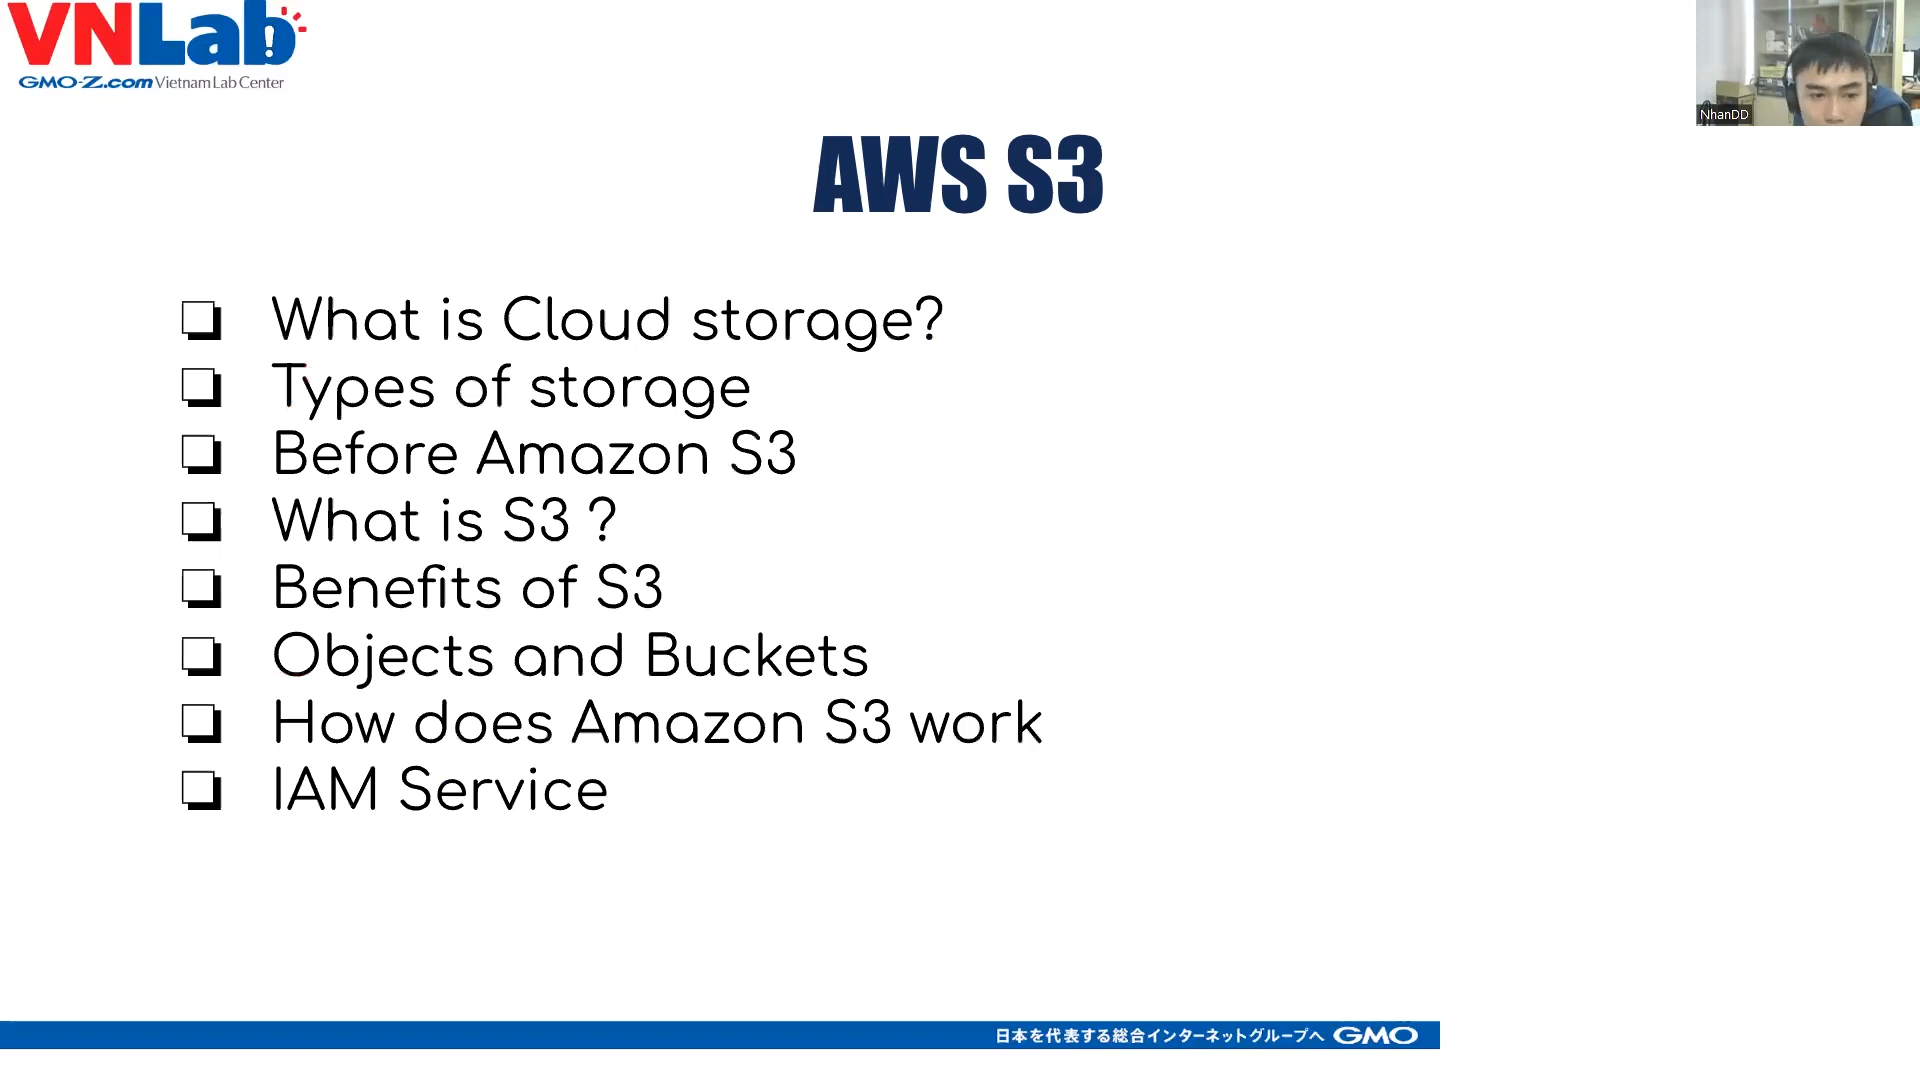 VNLab
GMO-Z.com Vietnam Lab Center
NhanDD
AWS S3
What is Cloud storage?
Types of storage
Before Amazon S3
What is S3 ?
Benefits of S3
Objects and Buckets
How does Amazon S3 work
IAM Service
日本を代表する総合インターネットグループへ GMO